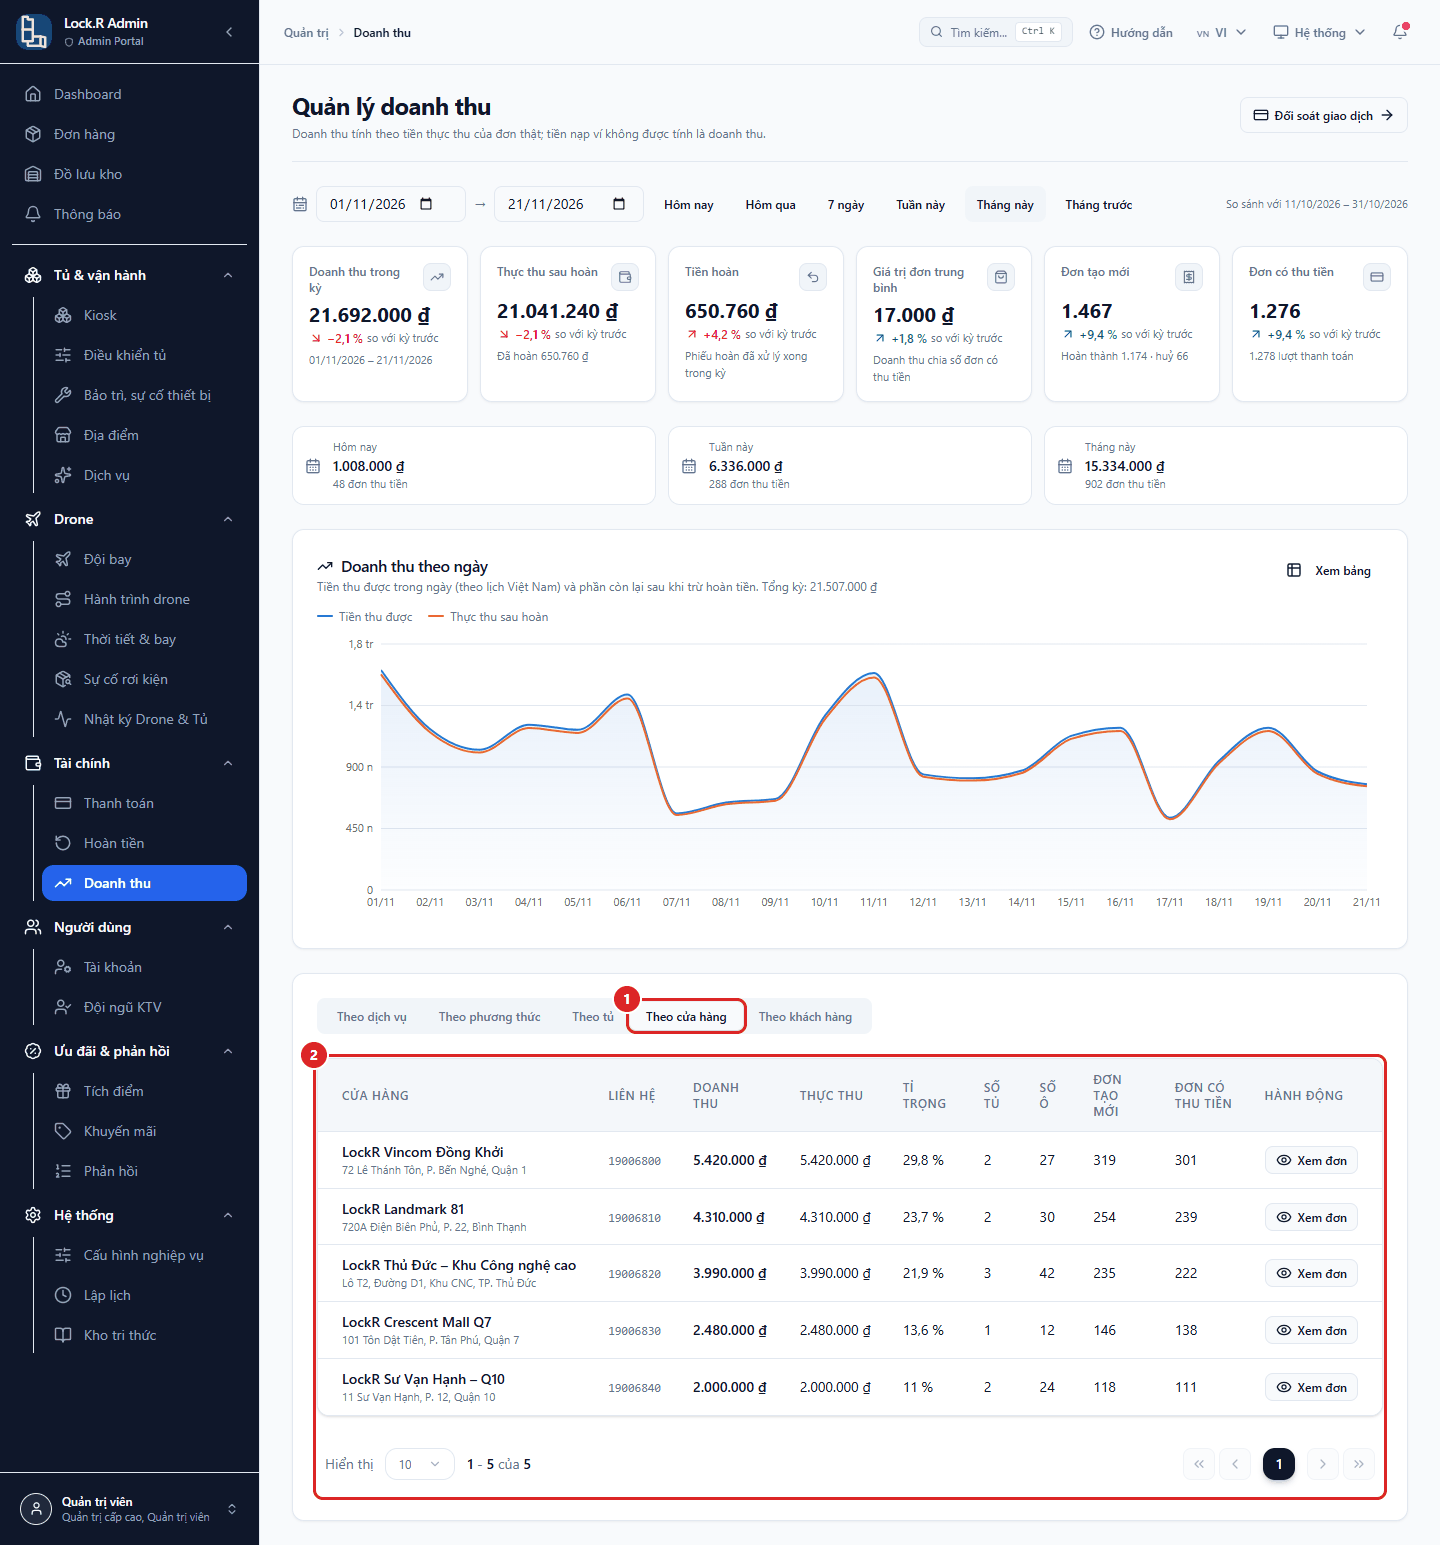 Lock.R Admin
Admin Portal
Dashboard
Đơn hàng
Đồ lưu kho
Thông báo
Tủ & vận hành
Kiosk
Điều khiển tủ
Bảo trì, sự cố thiết bị
Địa điểm
Dịch vụ
Drone
Đội bay
Hành trình drone
Thời tiết & bay
Sự cố rơi kiện
Nhật ký Drone & Tủ
Tài chính
Thanh toán
Hoàn tiền
Doanh thu
Người dùng
Tài khoản
Đội ngũ KTV
Ưu đãi & phản hồi
Tích điểm
Khuyến mãi
Phản hồi
Hệ thống
Cấu hình nghiệp vụ
Lập lịch
Kho tri thức
Quản trị viên
Quản trị cấp cao, Quản trị viên
Quản trị Doanh thu
Tìm kiếm... Ctrl K
Hướng dẫn
VN VI
Hệ thống
Quản lý doanh thu
Doanh thu tính theo tiền thực thu của đơn thật; tiền nạp ví không được tính là doanh thu.
Đối soát giao dịch →
01/11/2026 → 21/11/2026 Hôm nay Hôm qua 7 ngày Tuần này Tháng này Tháng trước
So sánh với 11/10/2026 – 31/10/2026
Doanh thu trong kỳ
21.692.000 ₫
−2,1 % so với kỳ trước
01/11/2026 – 21/11/2026
Thực thu sau hoàn
21.041.240 ₫
−2,1 % so với kỳ trước
Đã hoàn 650.760 ₫
Tiền hoàn
650.760 ₫
+4,2 % so với kỳ trước
Phiếu hoàn đã xử lý xong trong kỳ
Giá trị đơn trung bình
17.000 ₫
+1,8 % so với kỳ trước
Doanh thu chia số đơn có thu tiền
Đơn tạo mới
1.467
+9,4 % so với kỳ trước
Hoàn thành 1.174 · huỷ 66
Đơn có thu tiền
1.276
+9,4 % so với kỳ trước
1.278 lượt thanh toán
Hôm nay
1.008.000 ₫
48 đơn thu tiền
Tuần này
6.336.000 ₫
288 đơn thu tiền
Tháng này
15.334.000 ₫
902 đơn thu tiền
Doanh thu theo ngày
Tiền thu được trong ngày (theo lịch Việt Nam) và phần còn lại sau khi trừ hoàn tiền. Tổng kỳ: 21.507.000 ₫
Xem bảng
Tiền thu được Thực thu sau hoàn
1,8 tr
1,4 tr
900 n
450 n
0
01/11 02/11 03/11 04/11 05/11 06/11 07/11 08/11 09/11 10/11 11/11 12/11 13/11 14/11 15/11 16/11 17/11 18/11 19/11 20/11 21/11
1
Theo dịch vụ Theo phương thức Theo tủ Theo cửa hàng Theo khách hàng
2
CỬA HÀNG LIÊN HỆ DOANH THU THỰC THU TỈ TRỌNG SỐ TỦ SỐ Ô ĐƠN TẠO MỚI ĐƠN CÓ THU TIỀN HÀNH ĐỘNG
LockR Vincom Đồng Khởi
72 Lê Thánh Tôn, P. Bến Nghé, Quận 1
19006800 5.420.000 ₫ 5.420.000 ₫ 29,8 % 2 27 319 301 Xem đơn
LockR Landmark 81
720A Điện Biên Phủ, P. 22, Bình Thạnh
19006810 4.310.000 ₫ 4.310.000 ₫ 23,7 % 2 30 254 239 Xem đơn
LockR Thủ Đức – Khu Công nghệ cao
Lô T2, Đường D1, Khu CNC, TP. Thủ Đức
19006820 3.990.000 ₫ 3.990.000 ₫ 21,9 % 3 42 235 222 Xem đơn
LockR Crescent Mall Q7
101 Tôn Dật Tiên, P. Tân Phú, Quận 7
19006830 2.480.000 ₫ 2.480.000 ₫ 13,6 % 1 12 146 138 Xem đơn
LockR Sư Vạn Hạnh – Q10
11 Sư Vạn Hạnh, P. 12, Quận 10
19006840 2.000.000 ₫ 2.000.000 ₫ 11 % 2 24 118 111 Xem đơn
Hiển thị 10 1 - 5 của 5
1